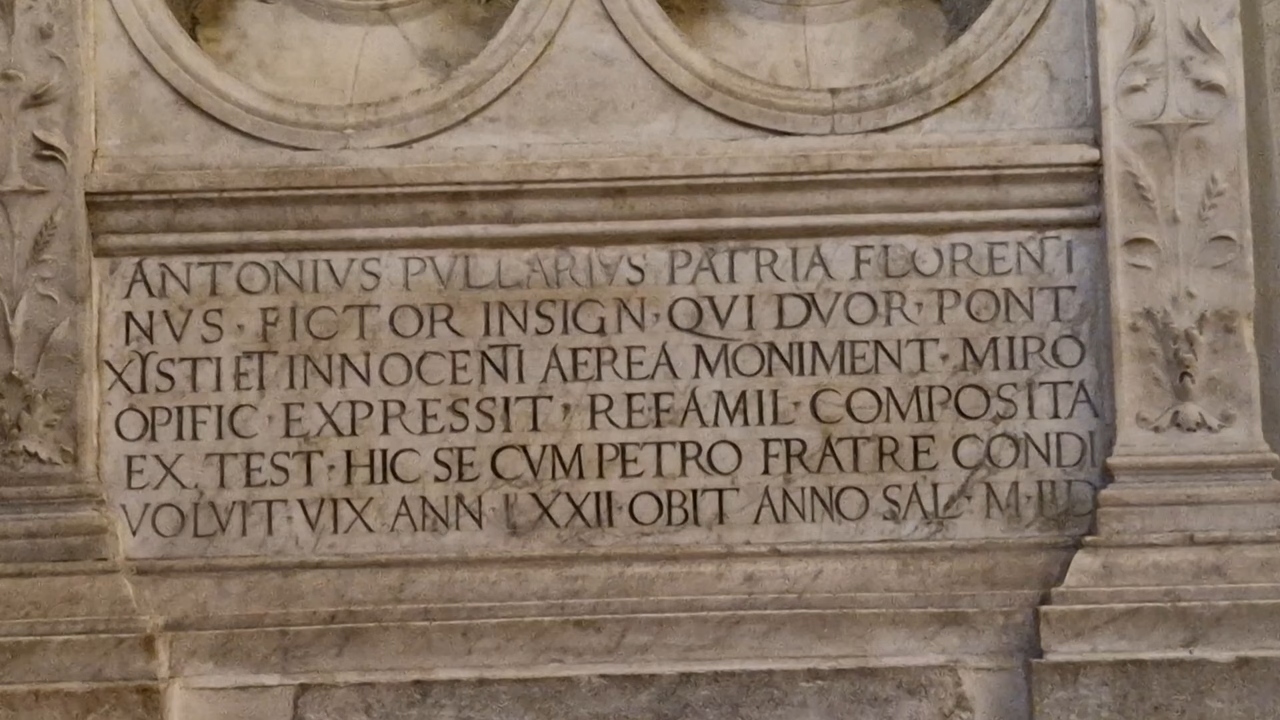 ANTONIVS PVLLARIVS PATRIA FLORENTI
NVS · FICTOR INSIGN · QVI DVOR · PONT
XYSTI ET INNOCENTI AEREA MONIMENT · MIRO
OPIFIC · EXPRESSIT · RE FAMIL · COMPOSITA
EX TEST · HIC SE CVM PETRO FRATRE CONDI
VOLVIT · VIX ANN · LXXII · OBIT ANNO SAL · M · IID